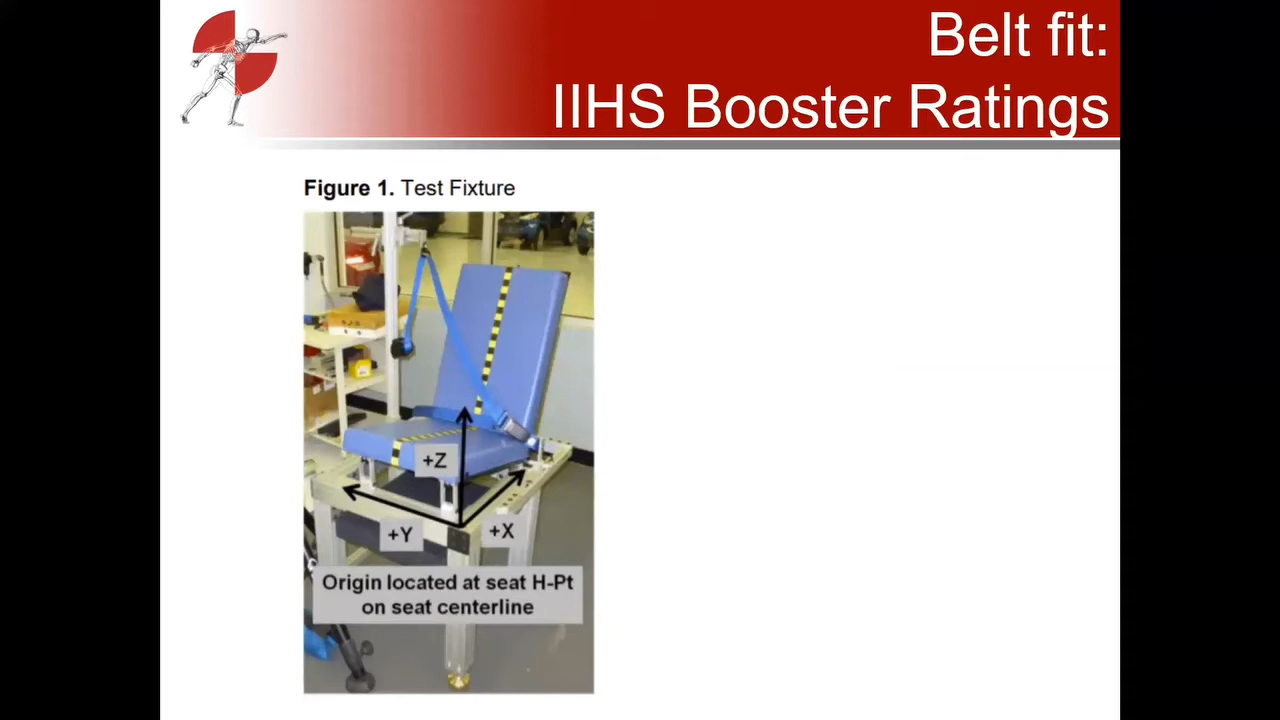 Belt fit:
IIHS Booster Ratings
Figure 1. Test Fixture
+Z
+Y
+X
Origin located at seat H-Pt
on seat centerline